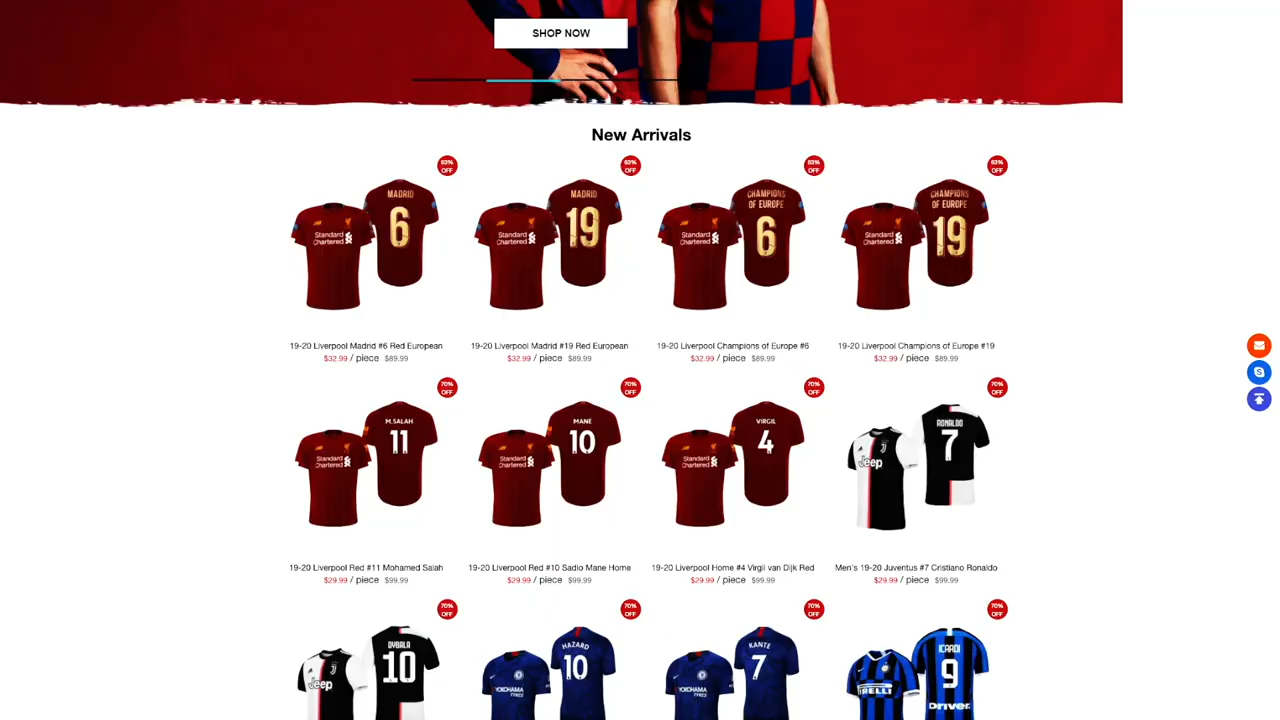 SHOP NOW
New Arrivals
63% OFF
63% OFF
63% OFF
63% OFF
MADRID
6
Standard Chartered
MADRID
19
Standard Chartered
CHAMPIONS OF EUROPE
6
Standard Chartered
CHAMPIONS OF EUROPE
19
Standard Chartered
19-20 Liverpool Madrid #6 Red European
19-20 Liverpool Madrid #19 Red European
19-20 Liverpool Champions of Europe #6
19-20 Liverpool Champions of Europe #19
$32.99 / piece $89.99
$32.99 / piece $89.99
$32.99 / piece $89.99
$32.99 / piece $89.99
70% OFF
70% OFF
70% OFF
70% OFF
M.SALAH
11
Standard Chartered
MANE
10
Standard Chartered
VIRGIL
4
Standard Chartered
RONALDO
7
Jeep
19-20 Liverpool Red #11 Mohamed Salah
19-20 Liverpool Red #10 Sadio Mane Home
19-20 Liverpool Home #4 Virgil van Dijk Red
Men's 19-20 Juventus #7 Cristiano Ronaldo
$29.99 / piece $99.99
$29.99 / piece $99.99
$29.99 / piece $99.99
$29.99 / piece $99.99
70% OFF
70% OFF
70% OFF
70% OFF
DYBALA
10
Jeep
HAZARD
10
YOKOHAMA TYRES
KANTE
7
YOKOHAMA TYRES
ICARDI
9
PIRELLI
Driver